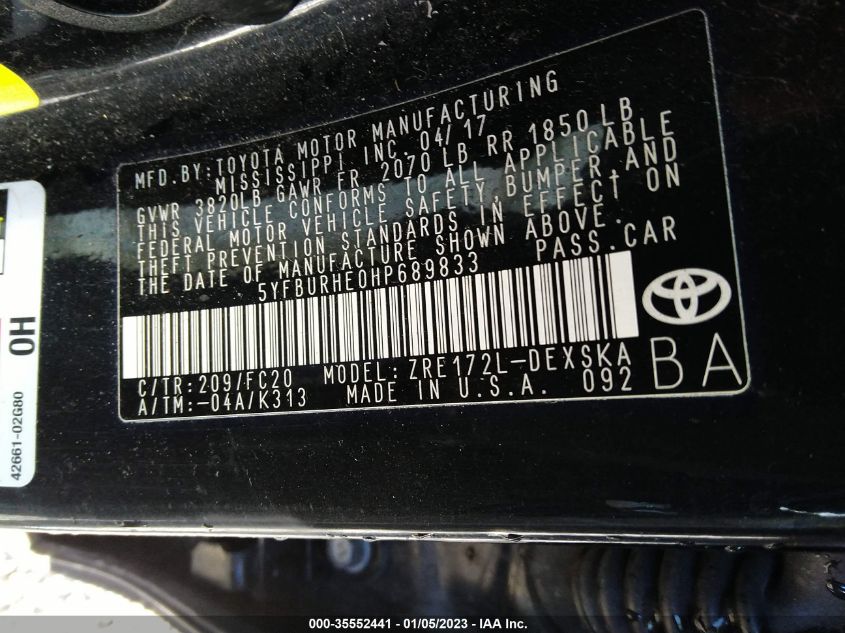 MFD.BY:TOYOTA MOTOR MANUFACTURING
MISSISSIPPI, INC. 04/17
GVWR 3820LB GAWR FR 2070 LB RR 1850 LB
THIS VEHICLE CONFORMS TO ALL APPLICABLE
FEDERAL MOTOR VEHICLE SAFETY,BUMPER,AND
THEFT PREVENTION STANDARDS IN EFFECT ON
THE DATE OF MANUFACTURE SHOWN ABOVE.
5YFBURHE0HP689833 PASS.CAR
C/TR:209/FC20 MODEL:ZRE172L-DEXSKA
A/TM:-04A/K313 MADE IN U.S.A. 092
BA
0H
42661-02G80
000-35552441 - 01/05/2023 - IAA Inc.